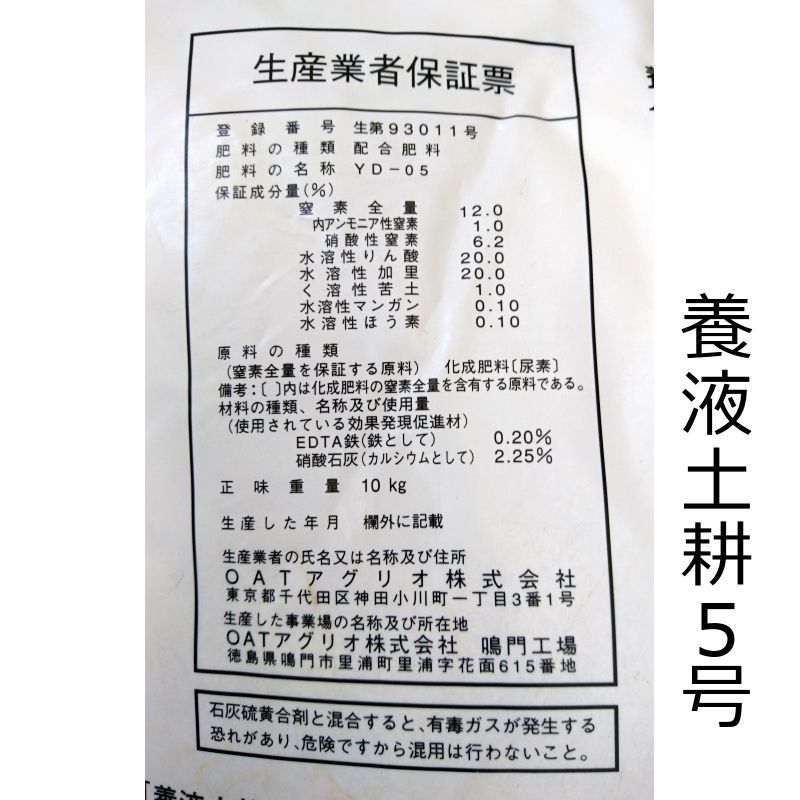 生産業者保証票
登録番号 生第93011号
肥料の種類 配合肥料
肥料の名称 YD-05
保証成分量(%)
窒素全量 12.0
内アンモニア性窒素 1.0
硝酸性窒素 6.2
水溶性りん酸 20.0
水溶性加里 20.0
く溶性苦土 1.0
水溶性マンガン 0.10
水溶性ほう素 0.10
原料の種類
(窒素全量を保証する原料) 化成肥料〔尿素〕
備考:〔 〕内は化成肥料の窒素全量を含有する原料である。
材料の種類、名称及び使用量
(使用されている効果発現促進材)
EDTA鉄(鉄として) 0.20%
硝酸石灰(カルシウムとして) 2.25%
正味重量 10kg
生産した年月 欄外に記載
生産業者の氏名又は名称及び住所
OATアグリオ株式会社
東京都千代田区神田小川町一丁目3番1号
生産した事業場の名称及び所在地
OATアグリオ株式会社 鳴門工場
徳島県鳴門市里浦町里浦字花面615番地
石灰硫黄合剤と混合すると、有毒ガスが発生する
恐れがあり、危険ですから混用は行わないこと。
養液土耕5号